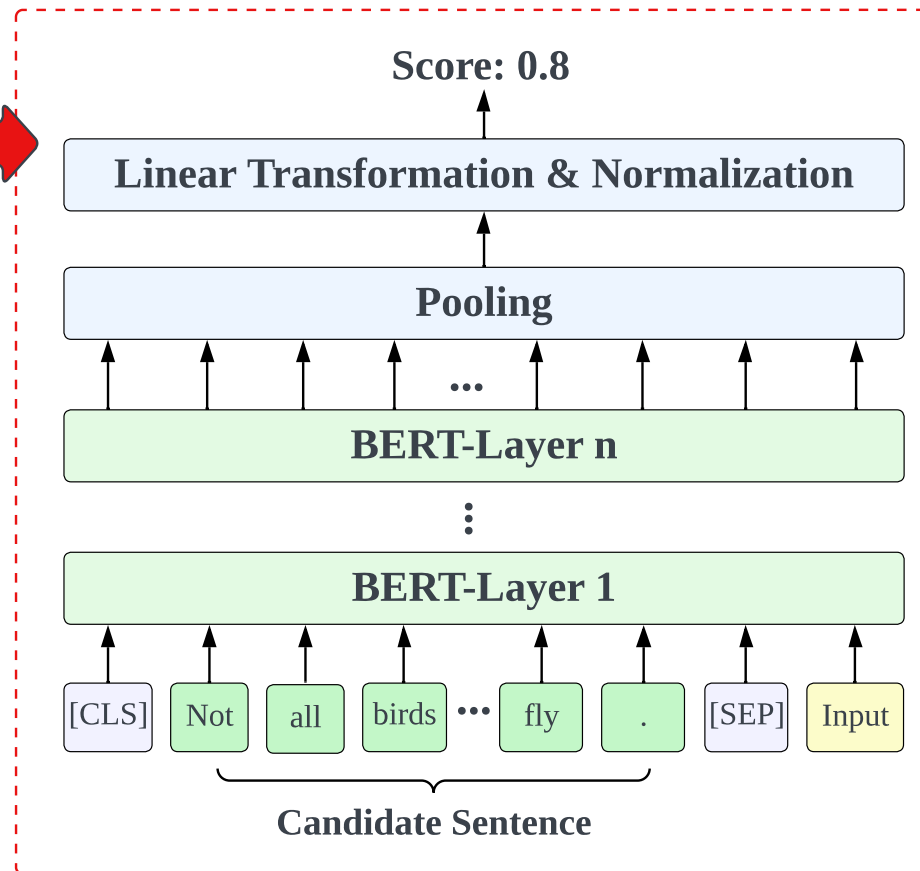 Score: 0.8
Linear Transformation & Normalization
Pooling
...
BERT-Layer n
...
BERT-Layer 1
[CLS] Not all birds ... fly . [SEP] Input
Candidate Sentence